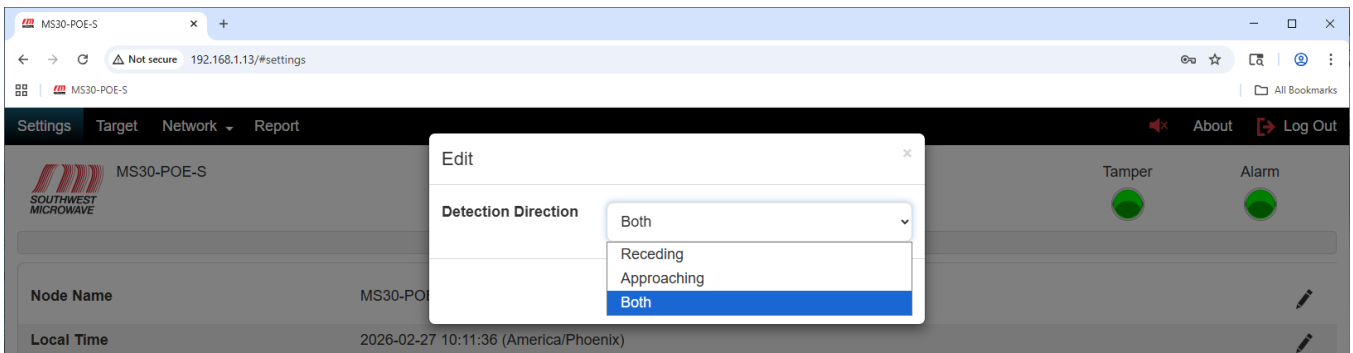 MS30-POE-S
Not secure 192.168.1.13/#settings
MS30-POE-S All Bookmarks
Settings Target Network Report About Log Out
Edit
MS30-POE-S Tamper Alarm
SOUTHWEST
MICROWAVE
Detection Direction Both
Receding
Approaching
Both
Node Name MS30-POE
Local Time 2026-02-27 10:11:36 (America/Phoenix)